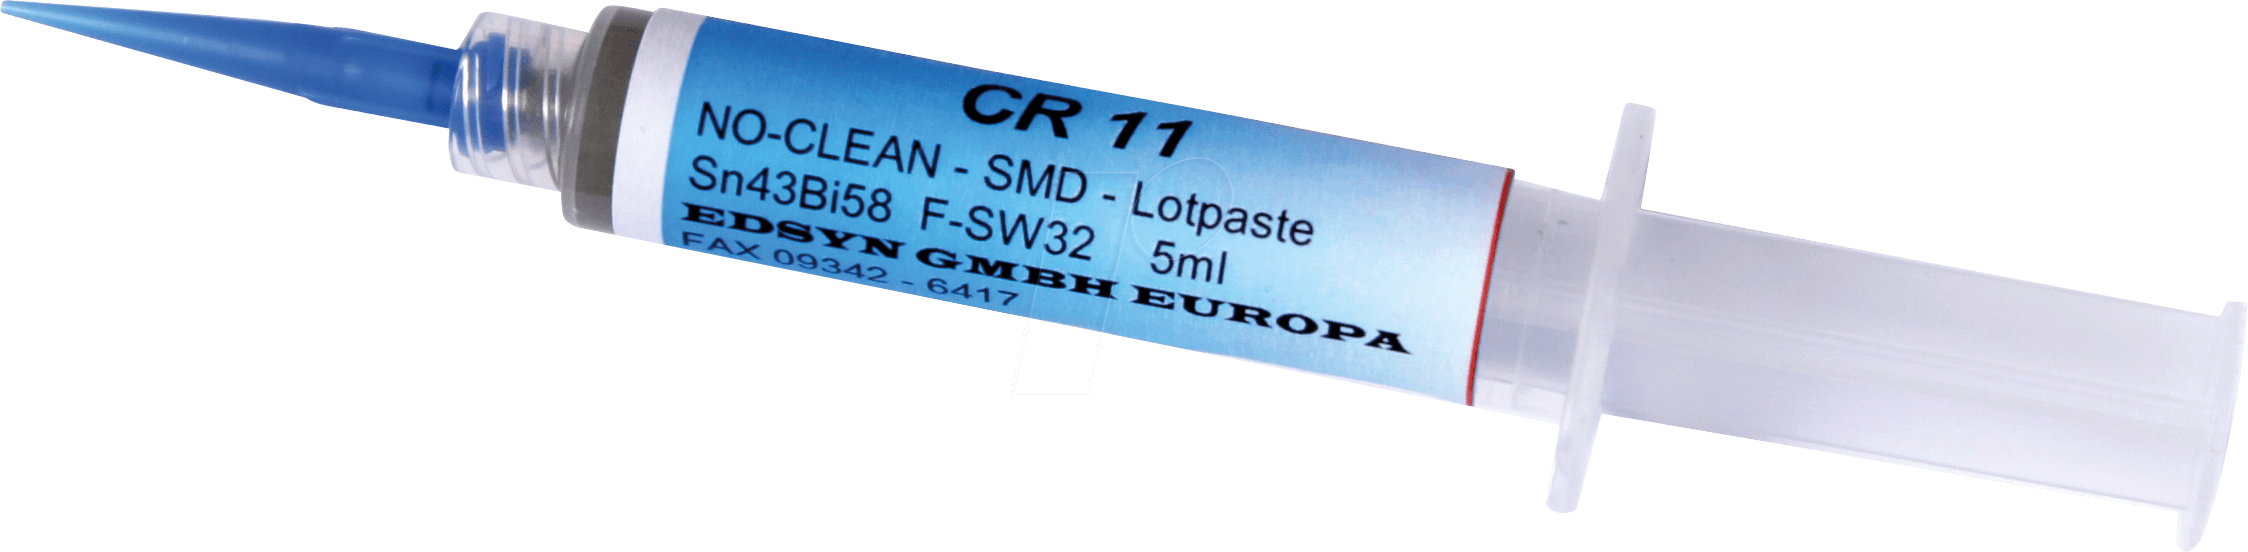 CR 11
NO-CLEAN - SMD - Lotpaste
Sn43Bi58 F-SW32 5ml
EDSYN GMBH EUROPA
FAX 09342 - 6417